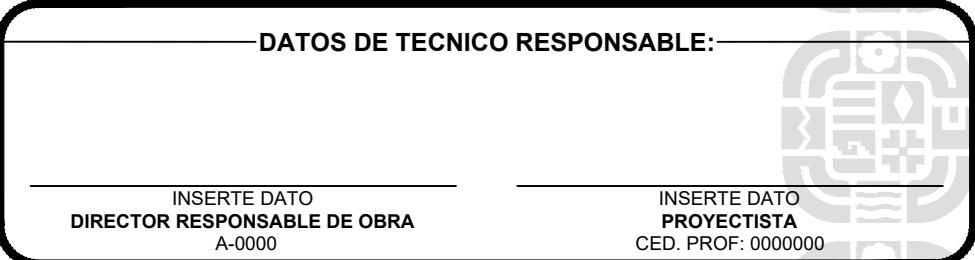 DATOS DE TECNICO RESPONSABLE:
INSERTE DATO
DIRECTOR RESPONSABLE DE OBRA
A-0000
INSERTE DATO
PROYECTISTA
CED. PROF: 0000000